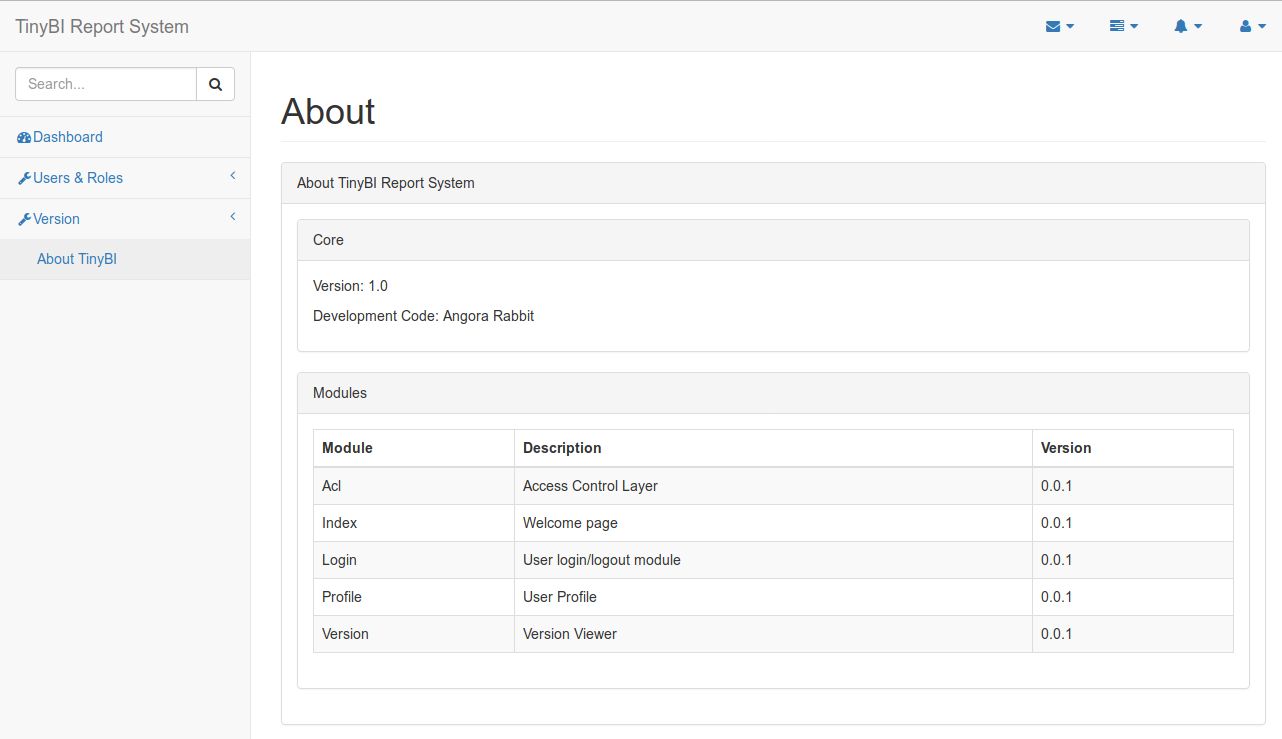 TinyBI Report System
Search...
Dashboard
Users & Roles
Version
About TinyBI
About
About TinyBI Report System
Core
Version: 1.0
Development Code: Angora Rabbit
Modules
Module Description Version
Acl Access Control Layer 0.0.1
Index Welcome page 0.0.1
Login User login/logout module 0.0.1
Profile User Profile 0.0.1
Version Version Viewer 0.0.1